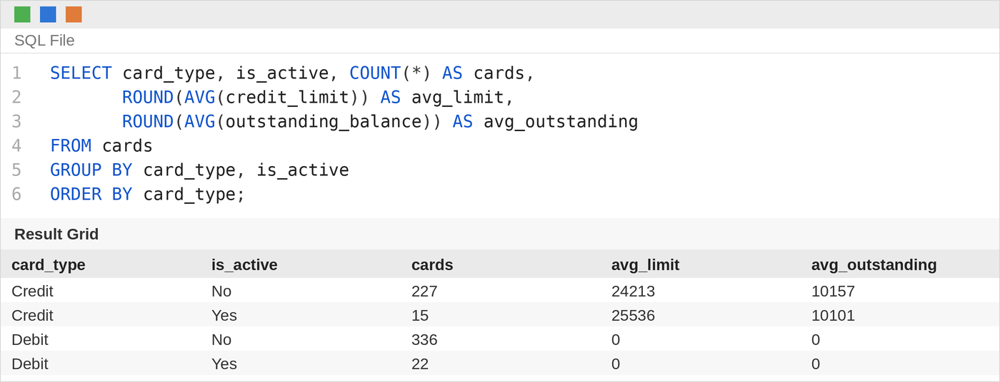 SQL File
1 SELECT card_type, is_active, COUNT(*) AS cards,
2 ROUND(AVG(credit_limit)) AS avg_limit,
3 ROUND(AVG(outstanding_balance)) AS avg_outstanding
4 FROM cards
5 GROUP BY card_type, is_active
6 ORDER BY card_type;
Result Grid
card_type is_active cards avg_limit avg_outstanding
Credit No 227 24213 10157
Credit Yes 15 25536 10101
Debit No 336 0 0
Debit Yes 22 0 0